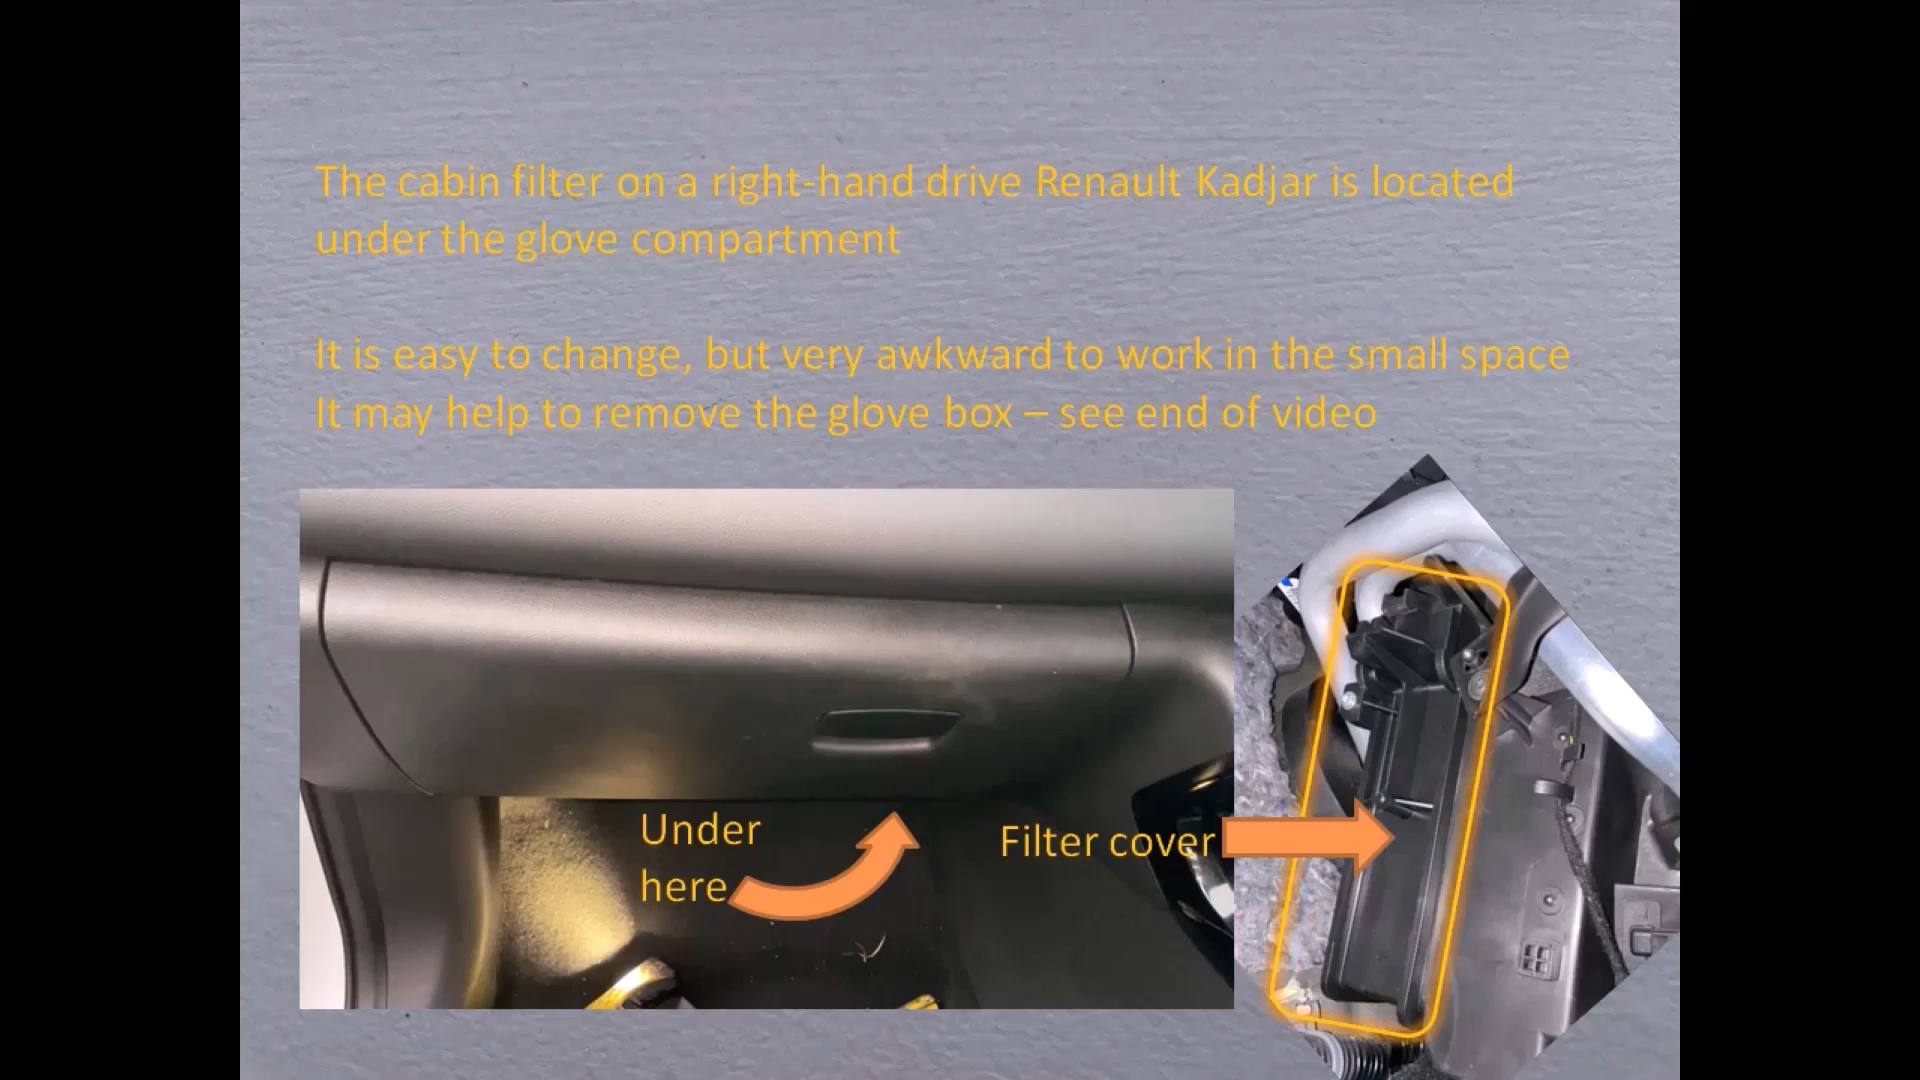 The cabin filter on a right-hand drive Renault Kadjar is located
under the glove compartment
It is easy to change, but very awkward to work in the small space
It may help to remove the glove box – see end of video
Under
here
Filter cover